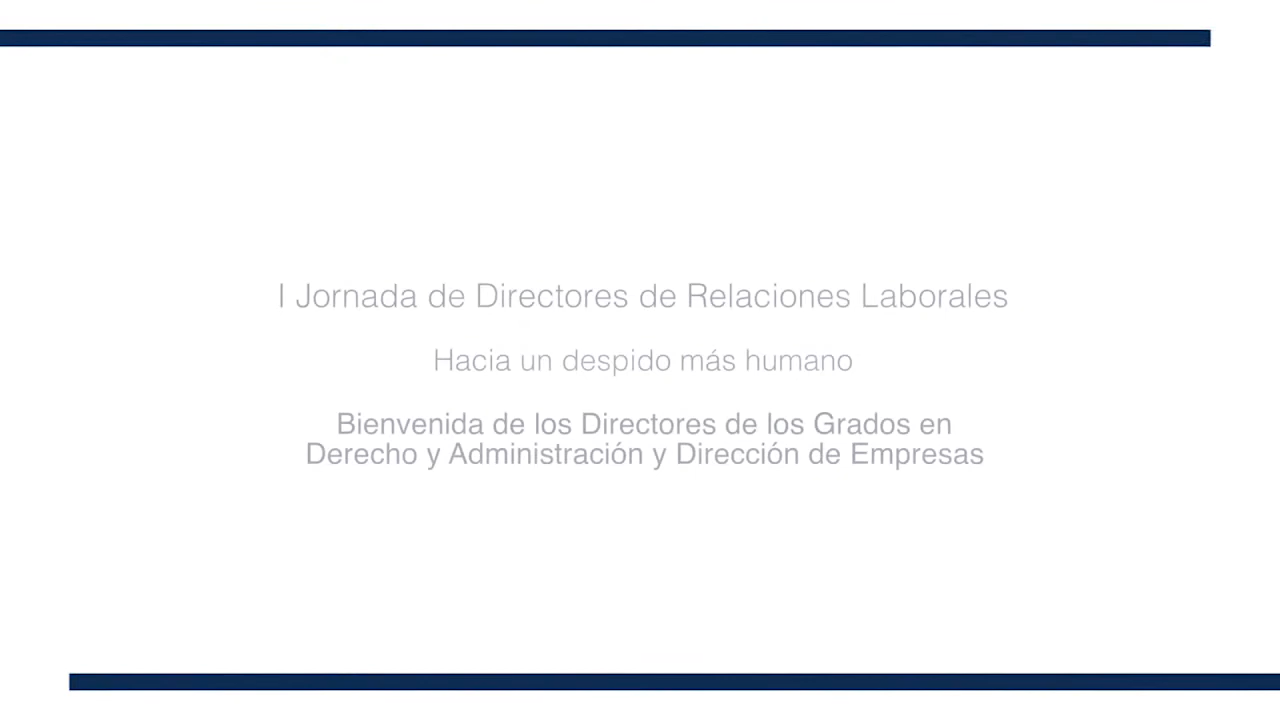 I Jornada de Directores de Relaciones Laborales
Hacia un despido más humano
Bienvenida de los Directores de los Grados en
Derecho y Administración y Dirección de Empresas